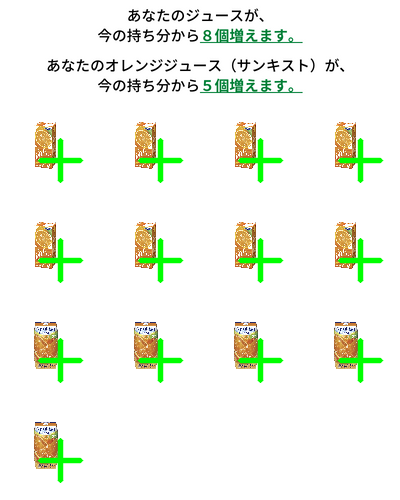 あなたのジュースが、
今の持ち分から８個増えます。
あなたのオレンジジュース（サンキスト）が、
今の持ち分から５個増えます。